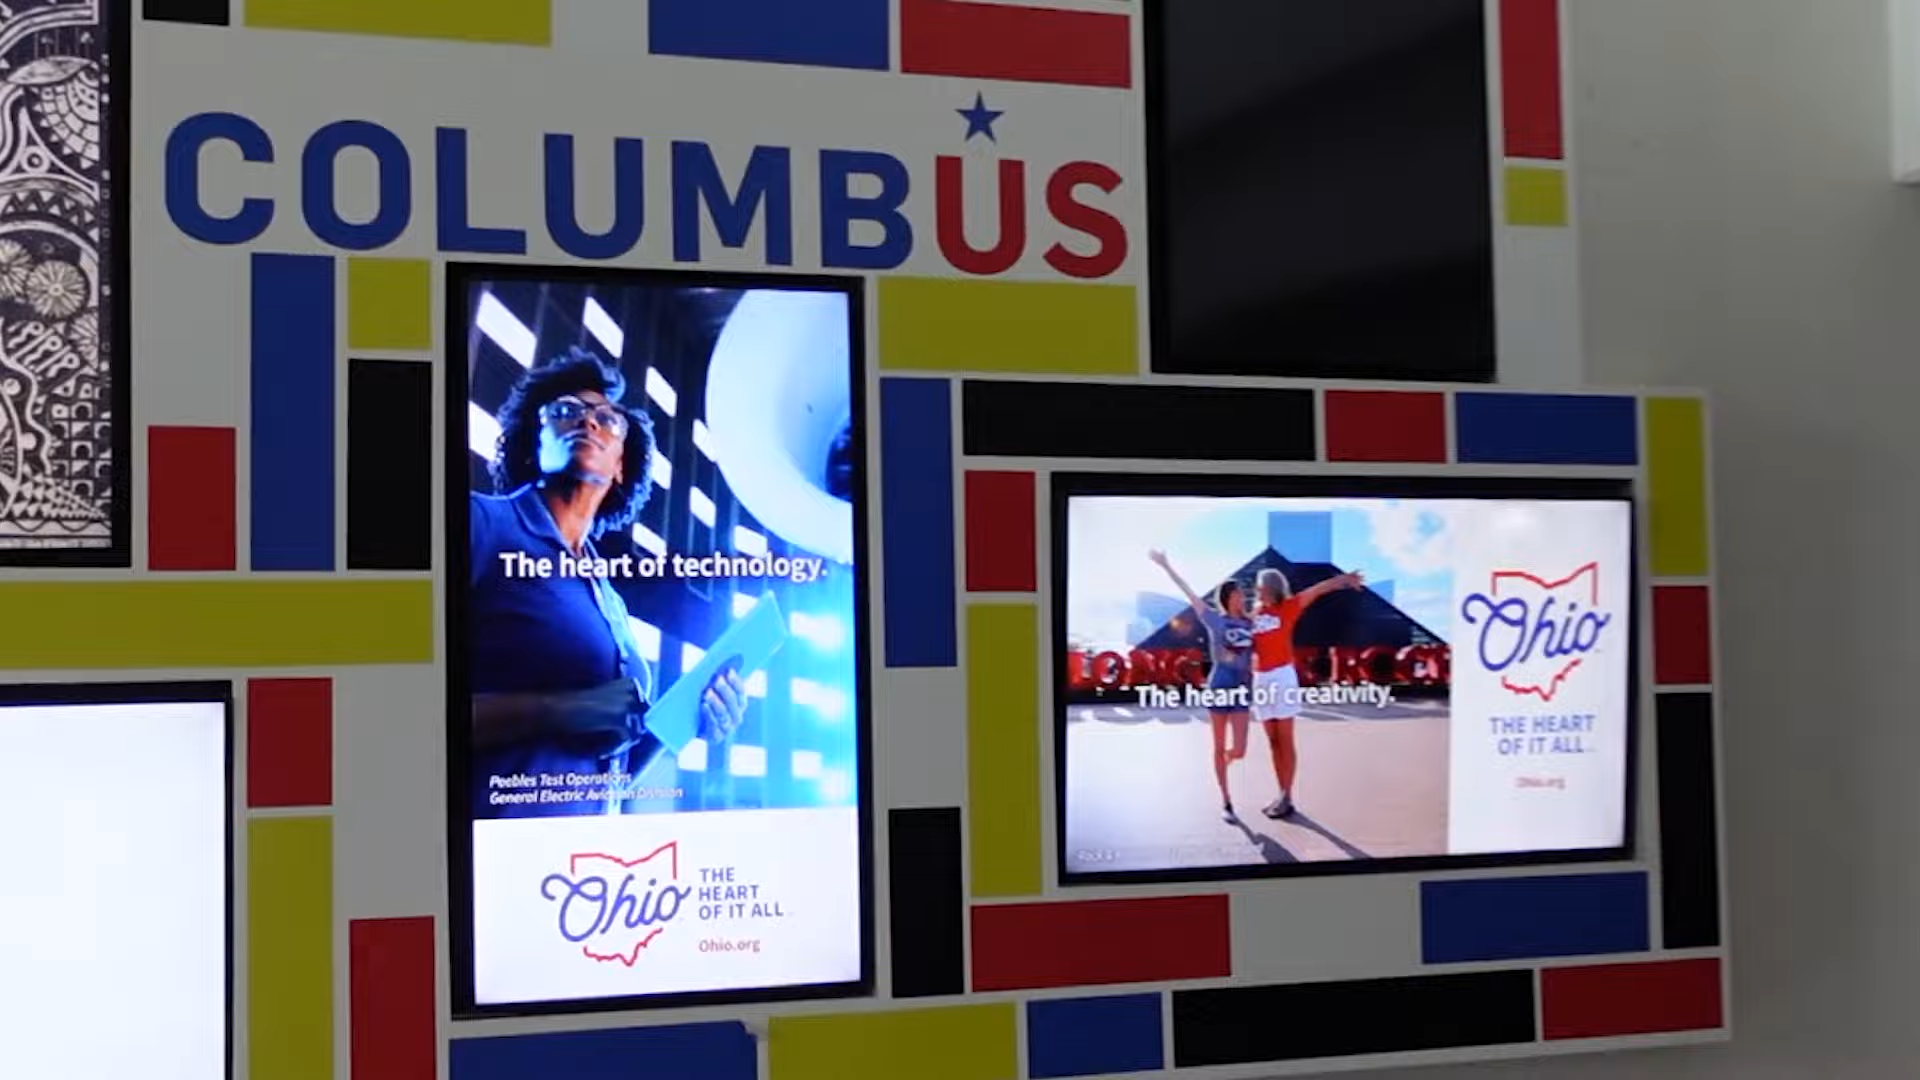 COLUMBUS
The heart of technology.
Peebles Test Operations
General Electric Aviation Division
Ohio
THE
HEART
OF IT ALL
Ohio.org
The heart of creativity.
Ohio
THE HEART
OF IT ALL
Ohio.org